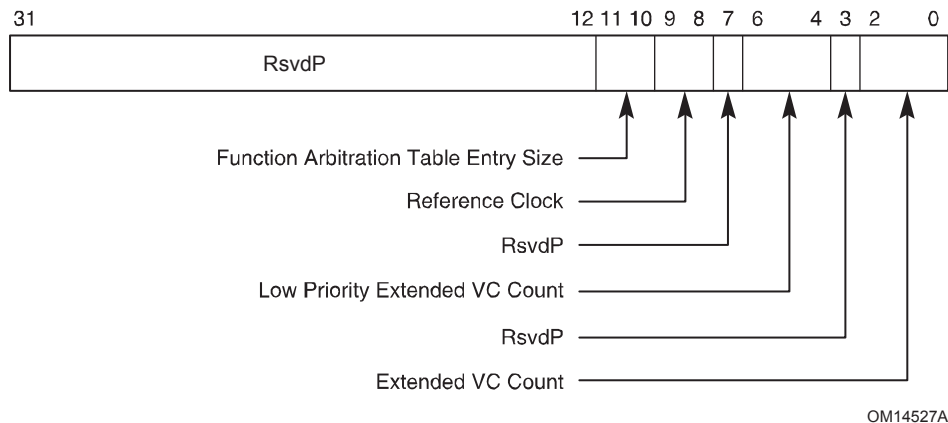 31 12 11 10 9 8 7 6 4 3 2 0
RsvdP
Function Arbitration Table Entry Size
Reference Clock
RsvdP
Low Priority Extended VC Count
RsvdP
Extended VC Count
OM14527A